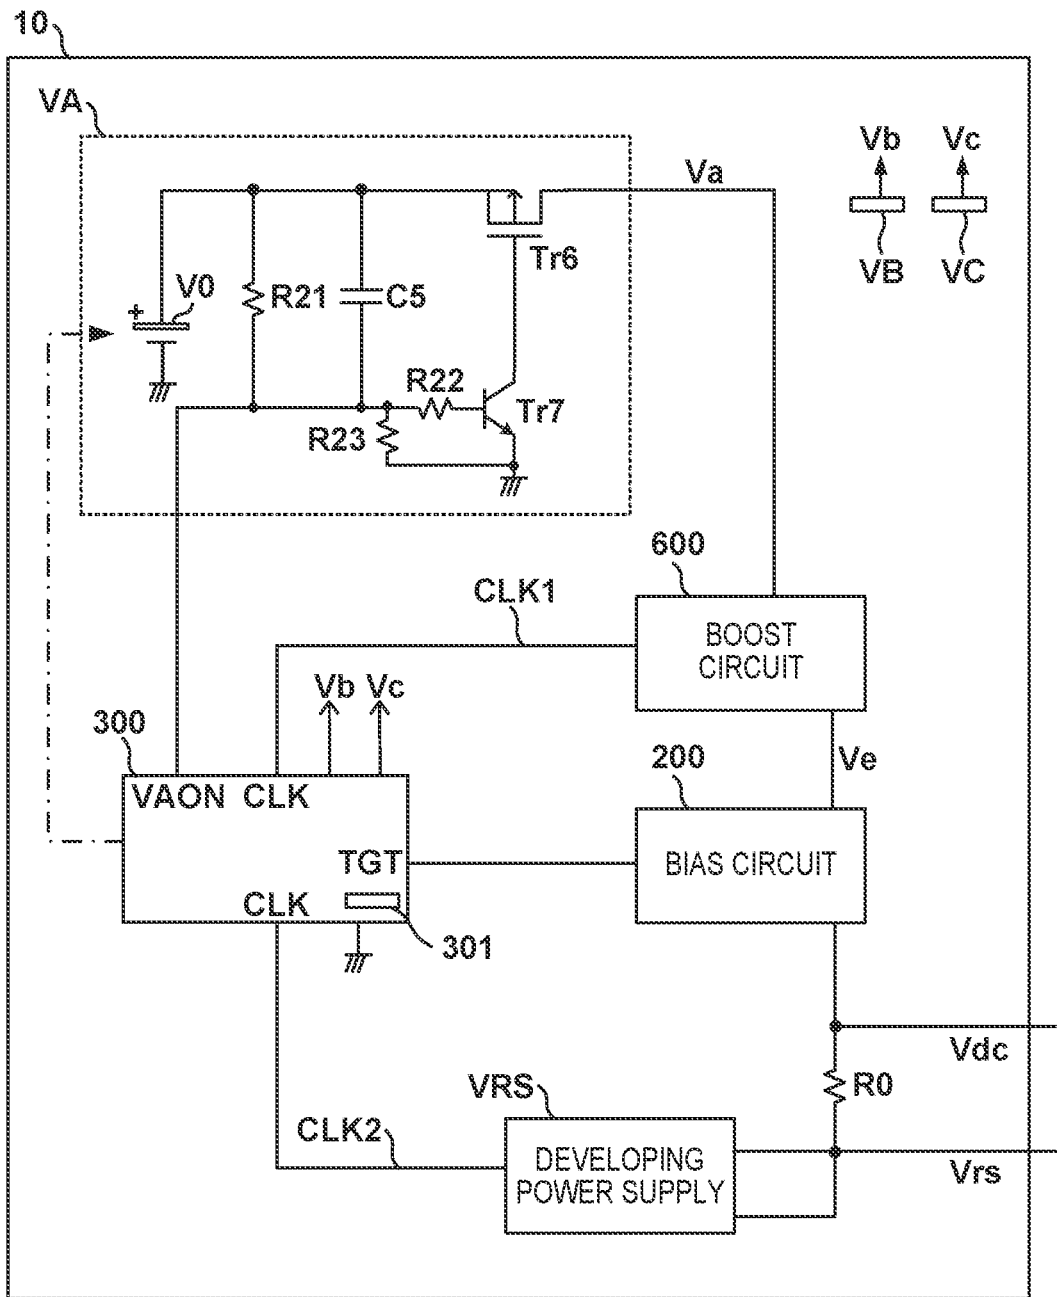 10
VA
Vb Vc
Va
VB VC
Tr6
+ V0
R21
C5
R22
Tr7
R23
600
CLK1
BOOST
CIRCUIT
Vb Vc
300
Ve
200
VAON CLK
TGT
BIAS CIRCUIT
CLK
301
Vdc
R0
VRS
CLK2
DEVELOPING
POWER SUPPLY
Vrs